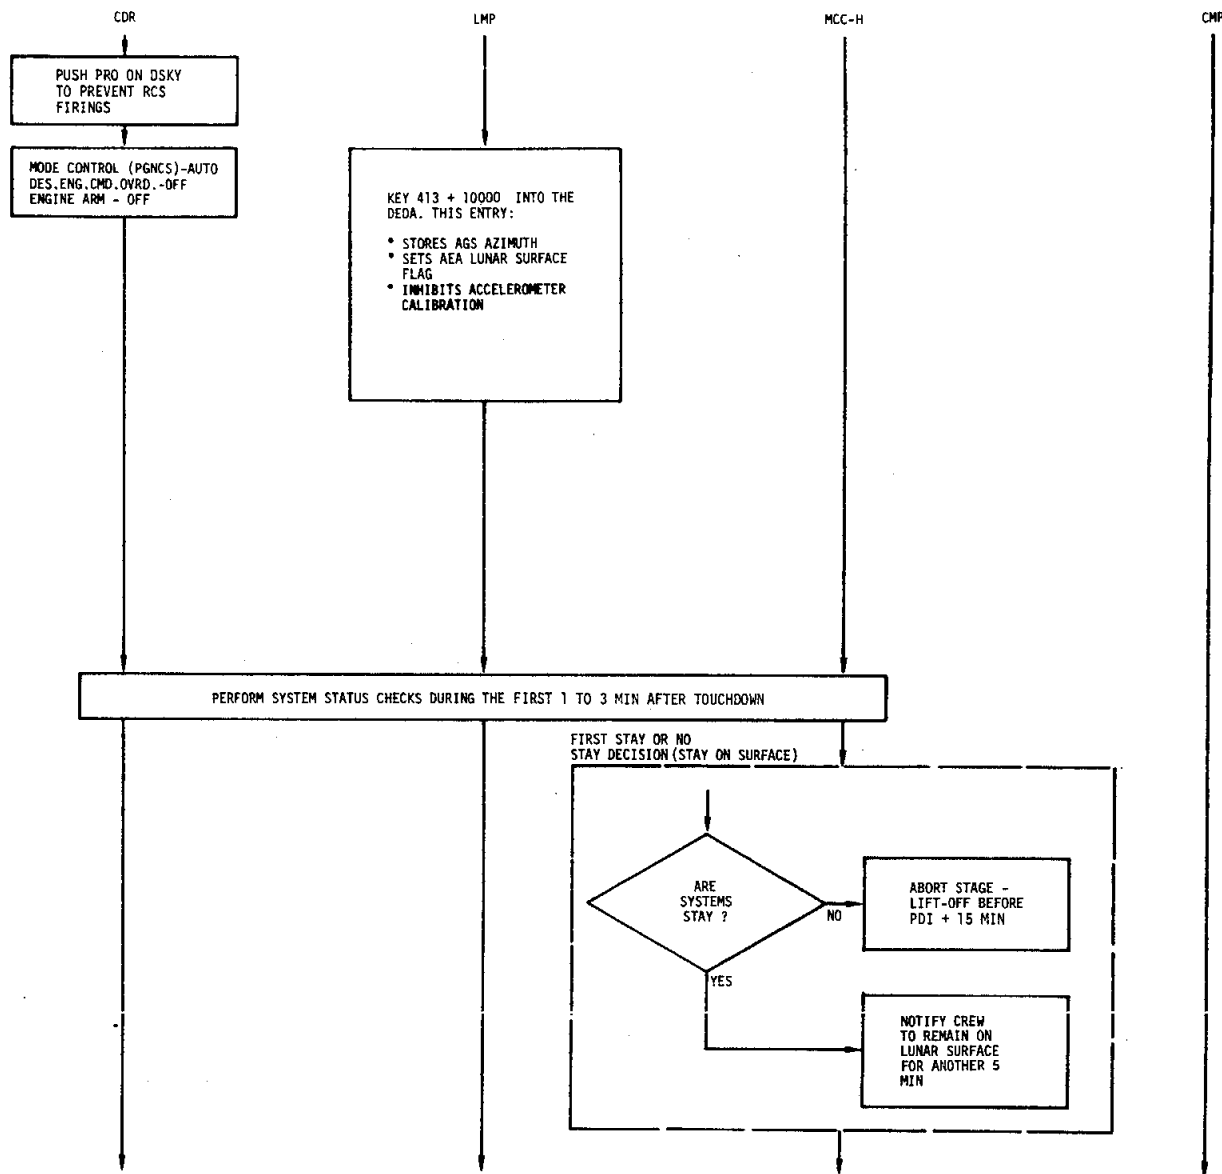 CDR
LMP
MCC-H
CMP
PUSH PRO ON DSKY
TO PREVENT RCS
FIRINGS
MODE CONTROL (PGNCS)-AUTO
DES.ENG.CMD.OVRD.-OFF
ENGINE ARM - OFF
KEY 413 + 10000 INTO THE
DEDA. THIS ENTRY:
* STORES AGS AZIMUTH
* SETS AEA LUNAR SURFACE
FLAG
* INHIBITS ACCELEROMETER
CALIBRATION
PERFORM SYSTEM STATUS CHECKS DURING THE FIRST 1 TO 3 MIN AFTER TOUCHDOWN
FIRST STAY OR NO
STAY DECISION (STAY ON SURFACE)
ARE
SYSTEMS
STAY ?
NO
ABORT STAGE -
LIFT-OFF BEFORE
PDI + 15 MIN
YES
NOTIFY CREW
TO REMAIN ON
LUNAR SURFACE
FOR ANOTHER 5
MIN